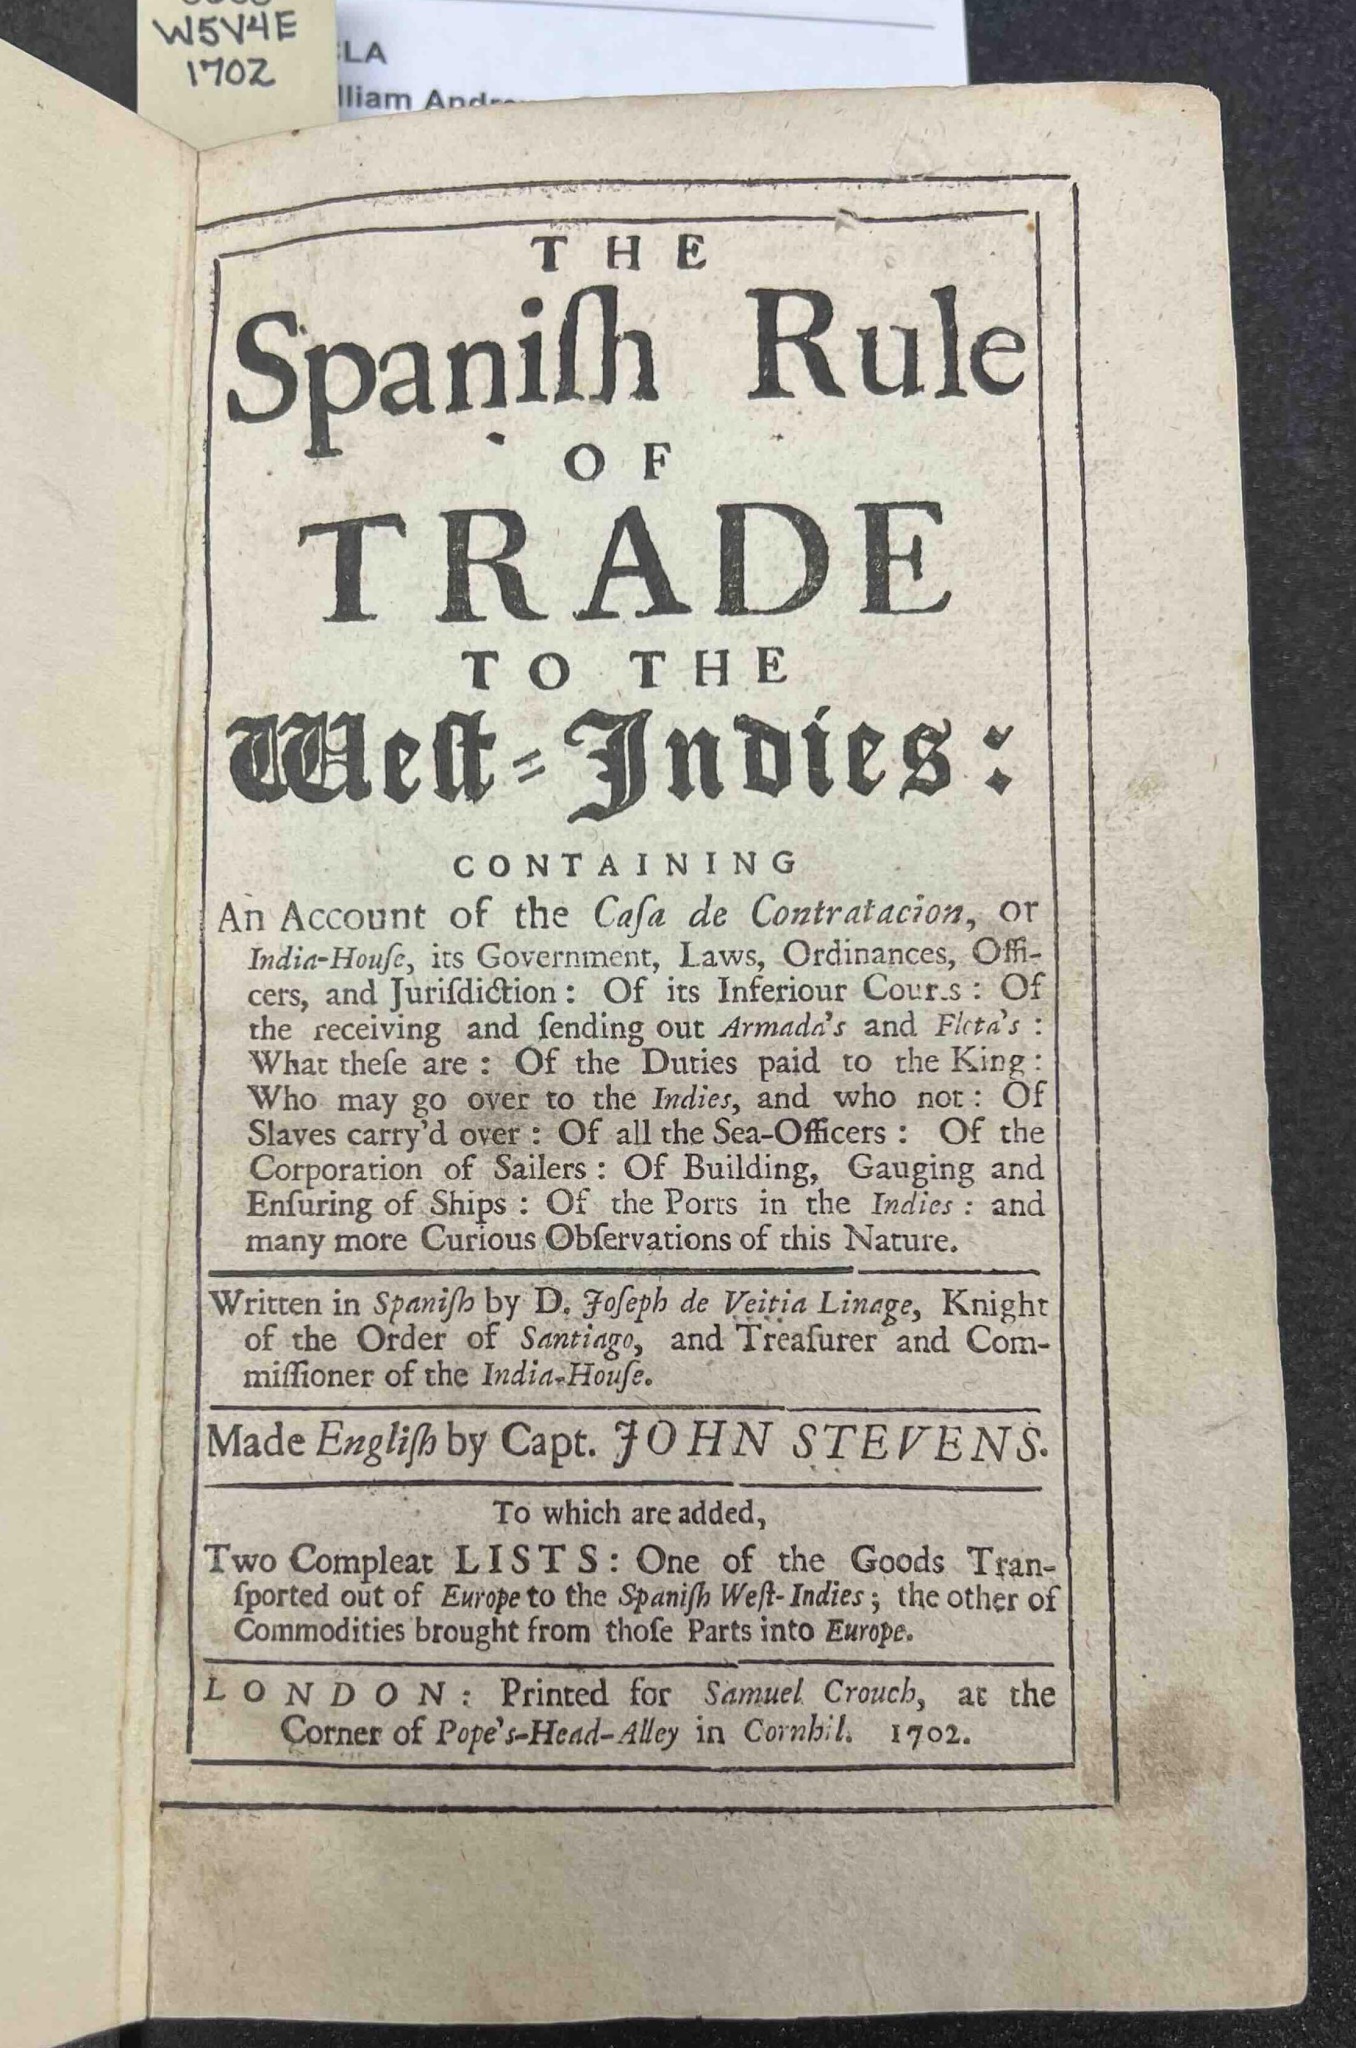 W5V4E
1702
LA
lliam Andre
THE
Spaniſh Rule
OF
TRADE
TO THE
Weſt-Indies:
CONTAINING
An Account of the Caſa de Contratacion, or
India-Houſe, its Government, Laws, Ordinances, Offi-
cers, and Juriſdiction: Of its Inferiour Cour.s: Of
the receiving and ſending out Armada's and Flota's:
What theſe are: Of the Duties paid to the King:
Who may go over to the Indies, and who not: Of
Slaves carry'd over: Of all the Sea-Officers: Of the
Corporation of Sailers: Of Building, Gauging and
Enſuring of Ships: Of the Ports in the Indies: and
many more Curious Obſervations of this Nature.
Written in Spaniſh by D. Joſeph de Veitia Linage, Knight
of the Order of Santiago, and Treaſurer and Com-
miſſioner of the India-Houſe.
Made Engliſh by Capt. JOHN STEVENS.
To which are added,
Two Compleat LISTS: One of the Goods Tran-
ſported out of Europe to the Spaniſh Weſt-Indies; the other of
Commodities brought from thoſe Parts into Europe.
LONDON: Printed for Samuel Crouch, at the
Corner of Pope's-Head-Alley in Cornhil. 1702.